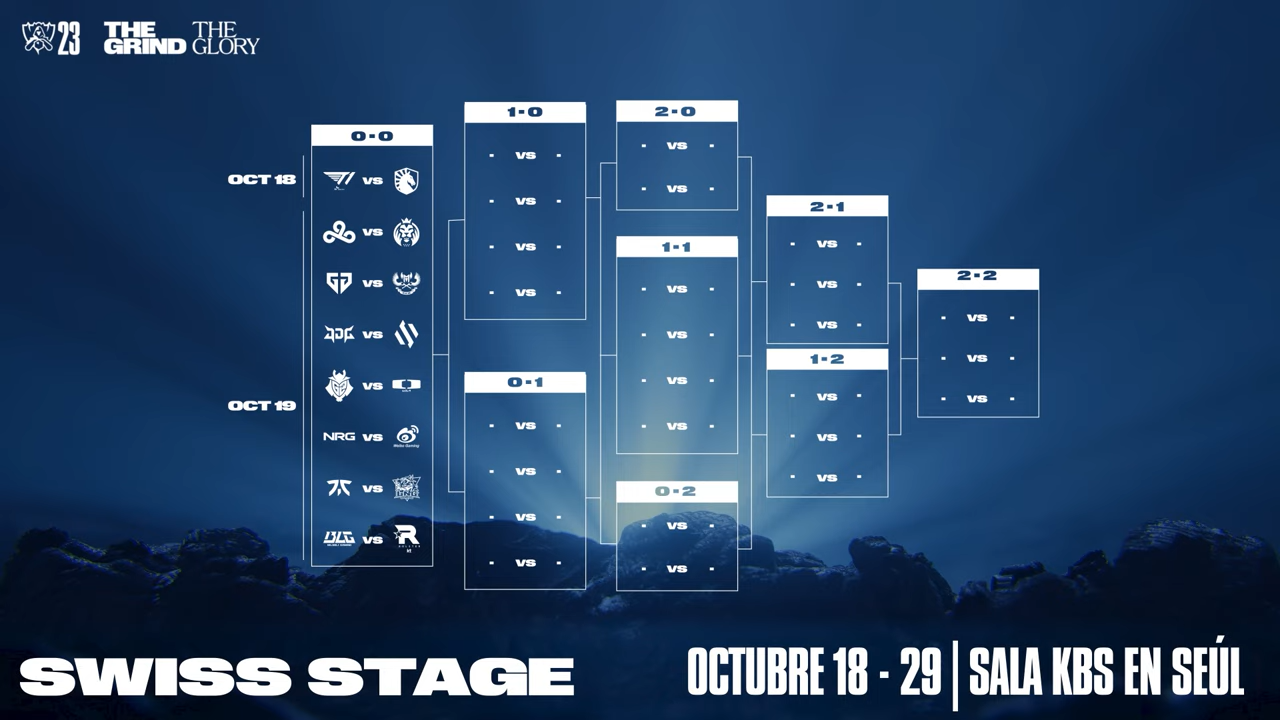 23 THE GRIND THE GLORY
0-0
OCT 18
VS
VS
VS
VS
OCT 19
VS
NRG VS Weibo Gaming
VS
BLG VS
1-0
- VS -
- VS -
- VS -
- VS -
0-1
- VS -
- VS -
- VS -
- VS -
2-0
- VS -
- VS -
1-1
- VS -
- VS -
- VS -
- VS -
0-2
- VS -
- VS -
2-1
- VS -
- VS -
- VS -
1-2
- VS -
- VS -
- VS -
2-2
- VS -
- VS -
- VS -
SWISS STAGE
OCTUBRE 18 - 29 | SALA KBS EN SEÚL